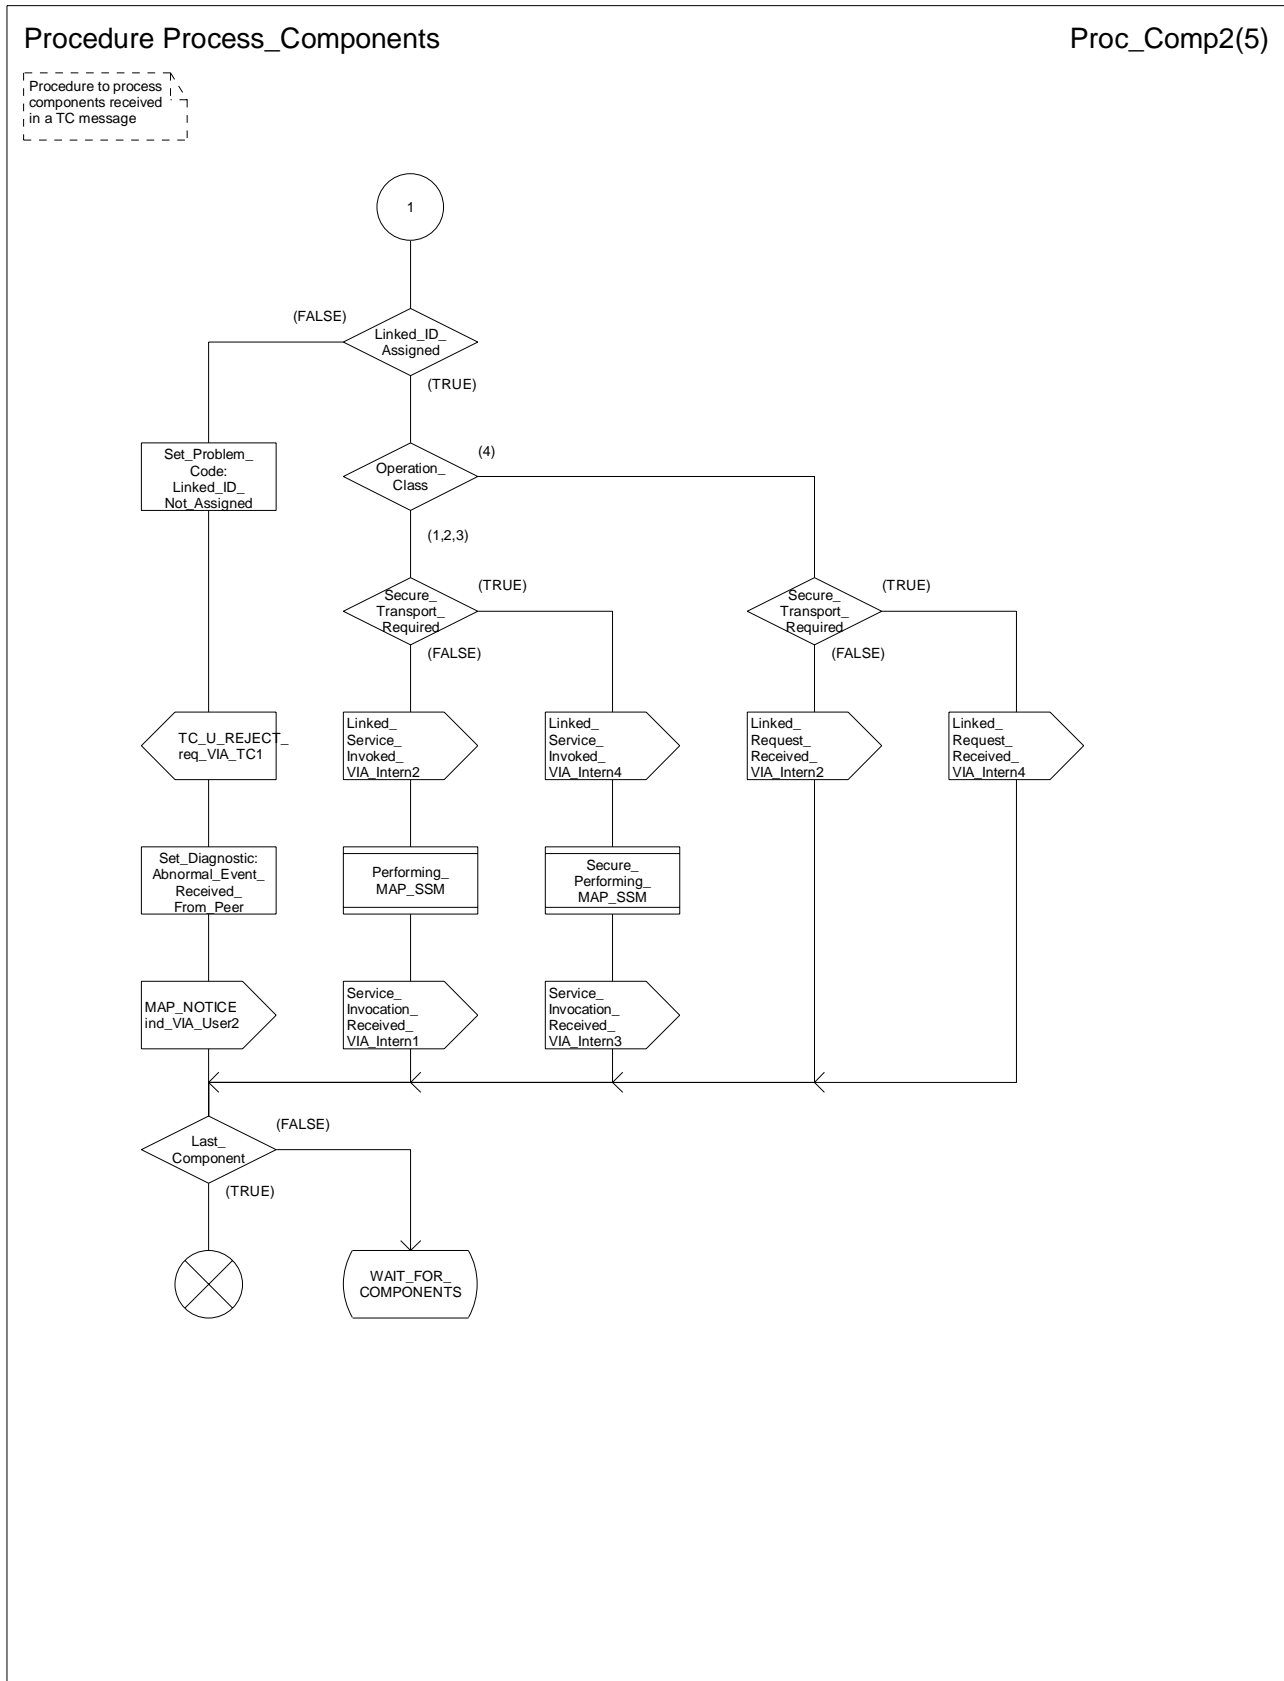 Procedure Process_Components
Proc_Comp2(5)
Procedure to process
components received
in a TC message
1
(FALSE)
Linked_ID_
Assigned
(TRUE)
Set_Problem_
Code:
Linked_ID_
Not_Assigned
Operation_
Class
(4)
(1,2,3)
Secure_
Transport_
Required
(TRUE)
(FALSE)
Secure_
Transport_
Required
(TRUE)
(FALSE)
TC_U_REJECT_
req_VIA_TC1
Linked_
Service_
Invoked_
VIA_Intern2
Linked_
Service_
Invoked_
VIA_Intern4
Linked_
Request_
Received_
VIA_Intern2
Linked_
Request_
Received_
VIA_Intern4
Set_Diagnostic:
Abnormal_Event_
Received_
From_Peer
Performing_
MAP_SSM
Secure_
Performing_
MAP_SSM
MAP_NOTICE
ind_VIA_User2
Service_
Invocation_
Received_
VIA_Intern1
Service_
Invocation_
Received_
VIA_Intern3
Last_
Component
(FALSE)
(TRUE)
WAIT_FOR_
COMPONENTS